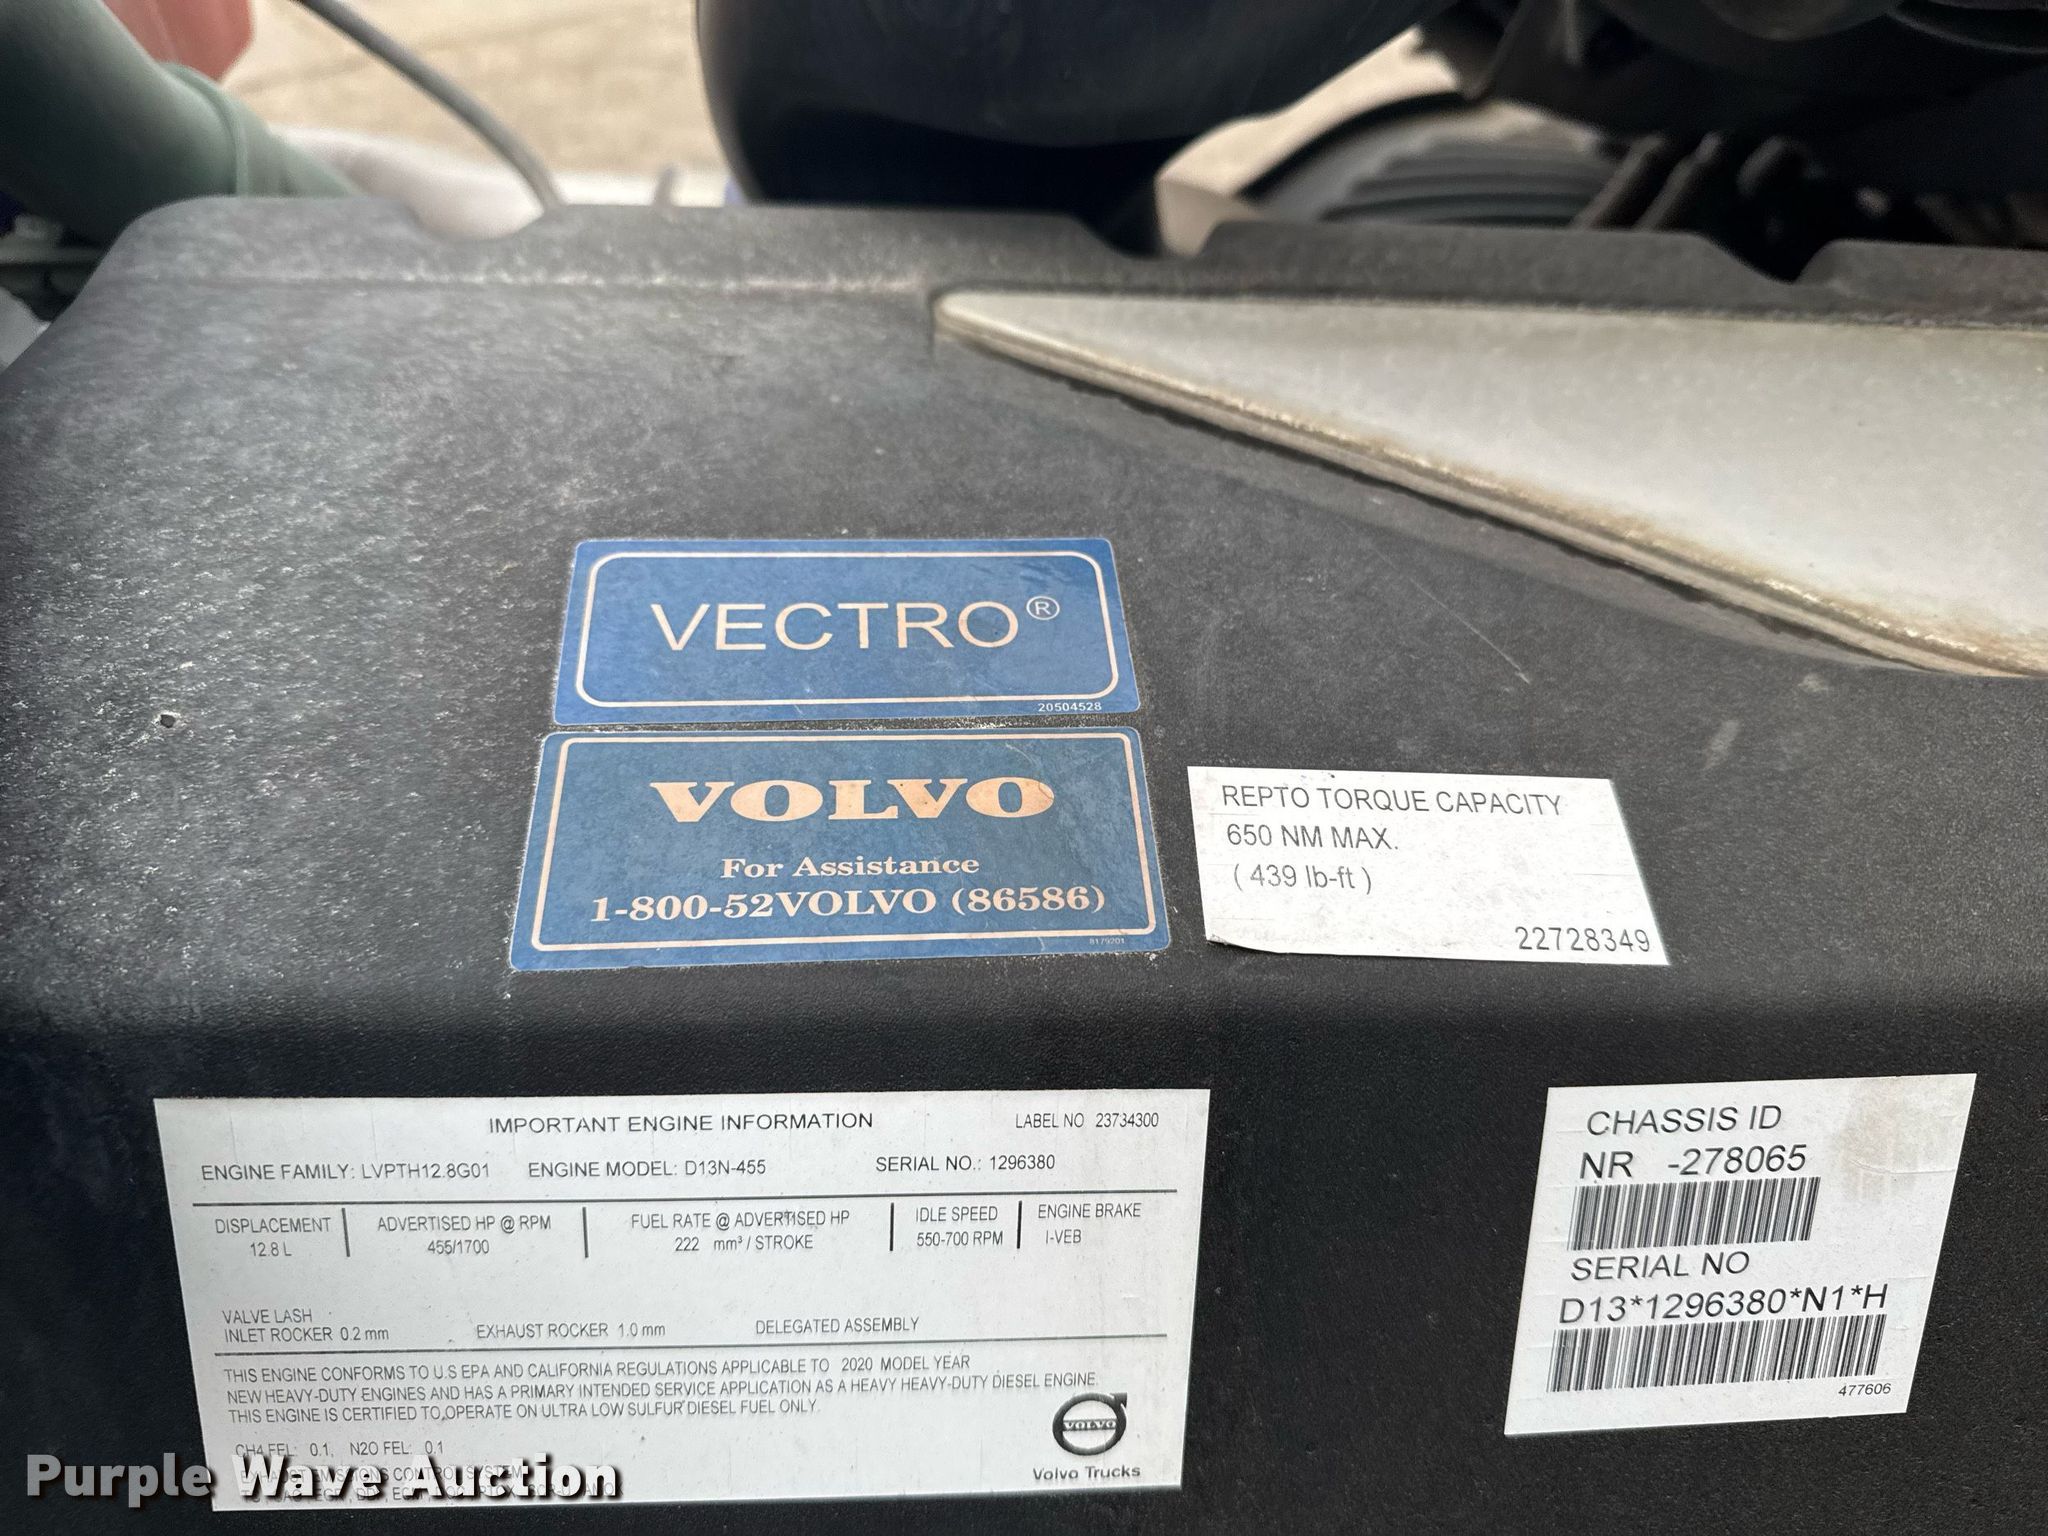 VECTRO®
20504528
VOLVO
For Assistance
1-800-52VOLVO (86586)
8179201
REPTO TORQUE CAPACITY
650 NM MAX.
( 439 lb-ft )
22728349
IMPORTANT ENGINE INFORMATION LABEL NO 23734300
ENGINE FAMILY: LVPTH12.8G01 ENGINE MODEL: D13N-455 SERIAL NO.: 1296380
DISPLACEMENT ADVERTISED HP @ RPM FUEL RATE @ ADVERTISED HP IDLE SPEED ENGINE BRAKE
12.8 L 455/1700 222 mm³ / STROKE 550-700 RPM I-VEB
VALVE LASH
INLET ROCKER 0.2 mm EXHAUST ROCKER 1.0 mm DELEGATED ASSEMBLY
THIS ENGINE CONFORMS TO U.S EPA AND CALIFORNIA REGULATIONS APPLICABLE TO 2020 MODEL YEAR
NEW HEAVY-DUTY ENGINES AND HAS A PRIMARY INTENDED SERVICE APPLICATION AS A HEAVY HEAVY-DUTY DIESEL ENGINE.
THIS ENGINE IS CERTIFIED TO OPERATE ON ULTRA LOW SULFUR DIESEL FUEL ONLY.
CH4 FEL: 0.1, N2O FEL: 0.1
EXHAUST EMISSIONS CONTROL SYSTEM
VOLVO
Volvo Trucks
CHASSIS ID
NR -278065
SERIAL NO
D13*1296380*N1*H
477606
Purple Wave Auction